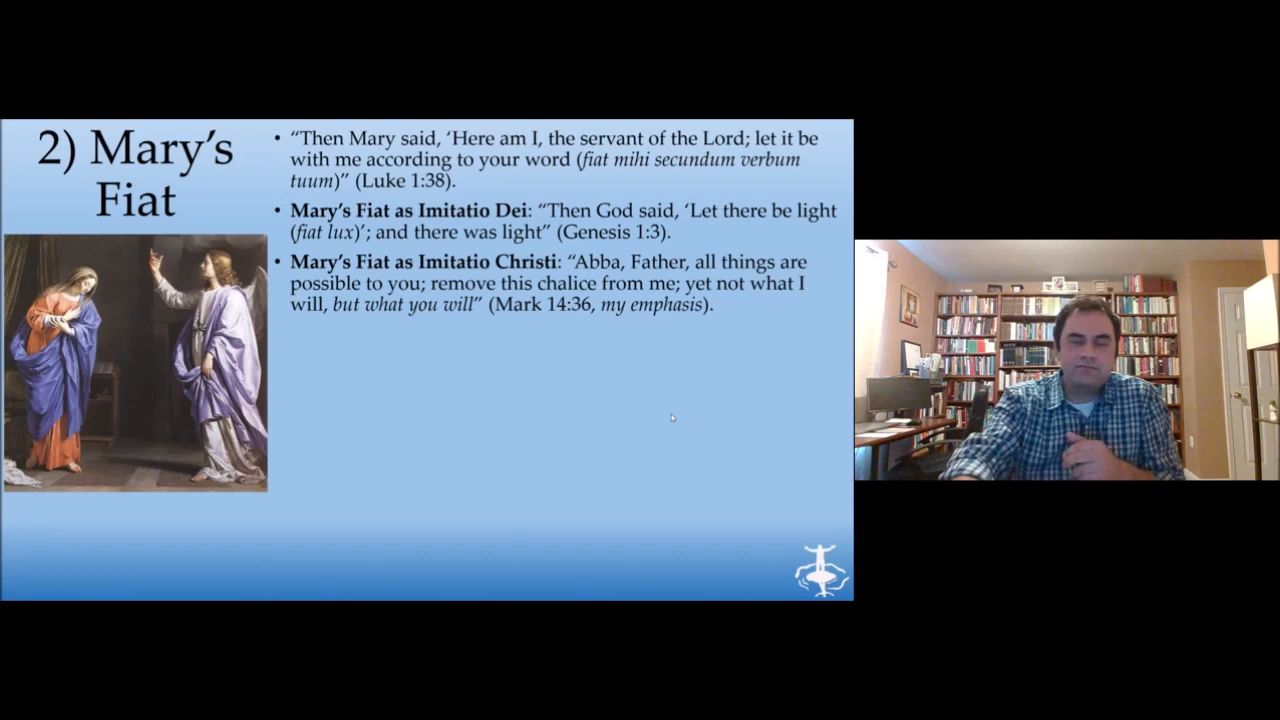 2) Mary’s
Fiat
• “Then Mary said, ‘Here am I, the servant of the Lord; let it be
with me according to your word (fiat mihi secundum verbum
tuum)” (Luke 1:38).
• Mary’s Fiat as Imitatio Dei: “Then God said, ‘Let there be light
(fiat lux)’; and there was light” (Genesis 1:3).
• Mary’s Fiat as Imitatio Christi: “Abba, Father, all things are
possible to you; remove this chalice from me; yet not what I
will, but what you will” (Mark 14:36, my emphasis).